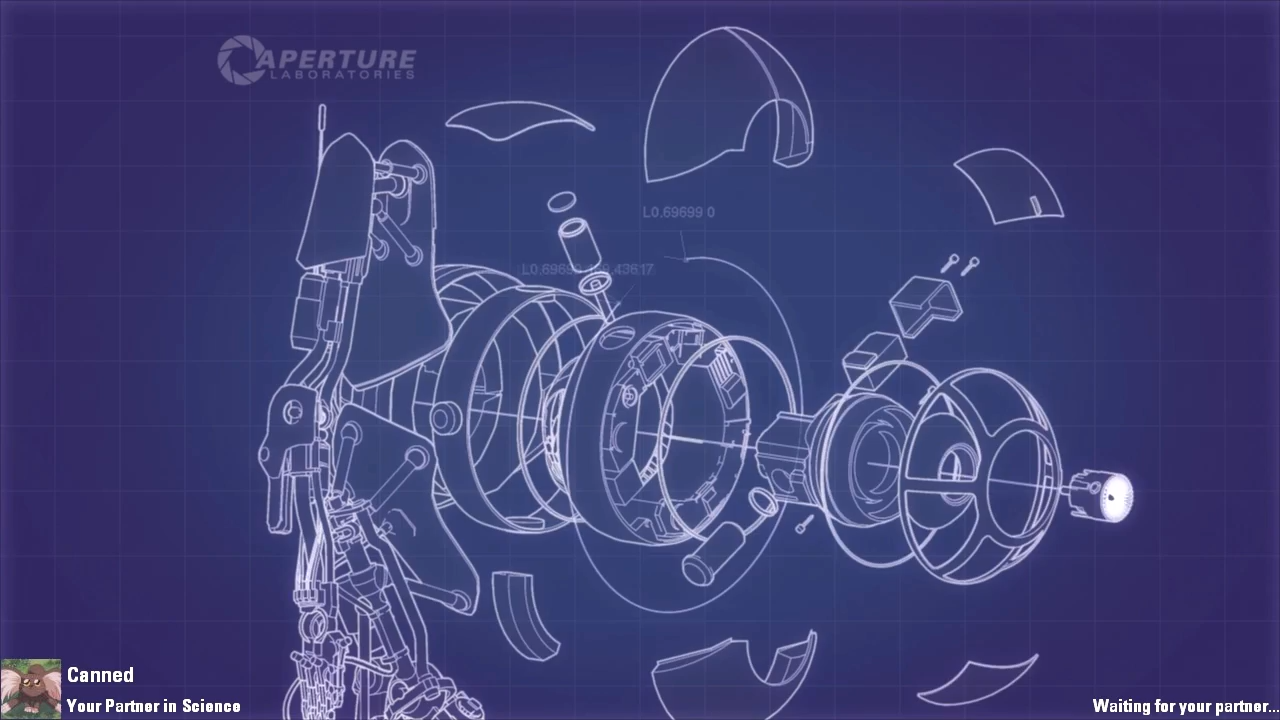 APERTURE
LABORATORIES
L0.69699 0
Canned
Your Partner in Science
Waiting for your partner...